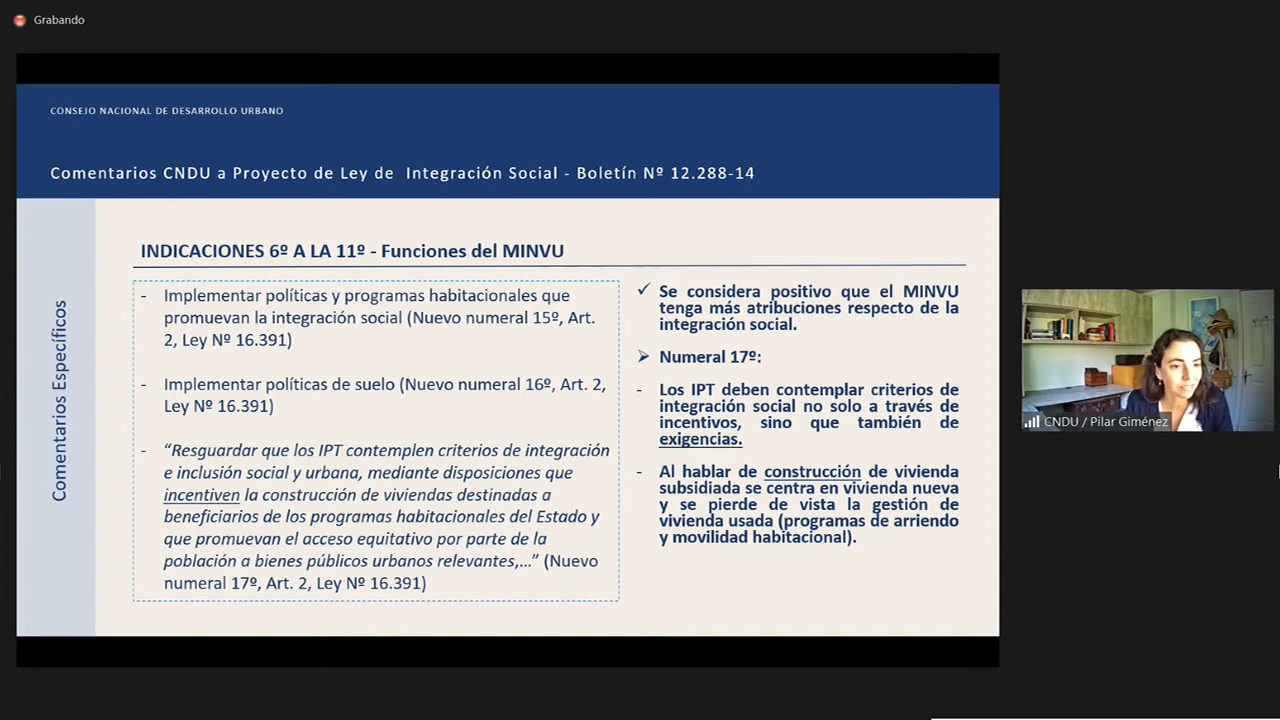 Grabando
CONSEJO NACIONAL DE DESARROLLO URBANO
Comentarios CNDU a Proyecto de Ley de Integración Social - Boletín Nº 12.288-14
Comentarios Específicos
INDICACIONES 6º A LA 11º - Funciones del MINVU
- Implementar políticas y programas habitacionales que
promuevan la integración social (Nuevo numeral 15º, Art.
2, Ley Nº 16.391)
- Implementar políticas de suelo (Nuevo numeral 16º, Art. 2,
Ley Nº 16.391)
- “Resguardar que los IPT contemplen criterios de integración
e inclusión social y urbana, mediante disposiciones que
incentiven la construcción de viviendas destinadas a
beneficiarios de los programas habitacionales del Estado y
que promuevan el acceso equitativo por parte de la
población a bienes públicos urbanos relevantes,…” (Nuevo
numeral 17º, Art. 2, Ley Nº 16.391)
✓ Se considera positivo que el MINVU
tenga más atribuciones respecto de la
integración social.
➢ Numeral 17º:
- Los IPT deben contemplar criterios de
integración social no solo a través de
incentivos, sino que también de
exigencias.
- Al hablar de construcción de vivienda
subsidiada se centra en vivienda nueva
y se pierde de vista la gestión de
vivienda usada (programas de arriendo
y movilidad habitacional).
CNDU / Pilar Giménez